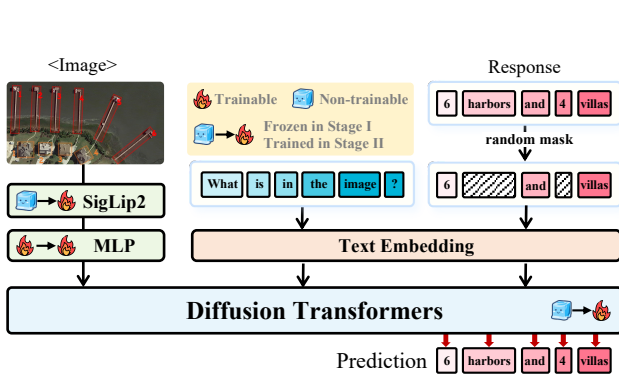 <Image>
Response
Trainable
Non-trainable
Frozen in Stage I
Trained in Stage II
6 harbors and 4 villas
random mask
What is in the image ?
6 and villas
SigLip2
MLP
Text Embedding
Diffusion Transformers
Prediction 6 harbors and 4 villas